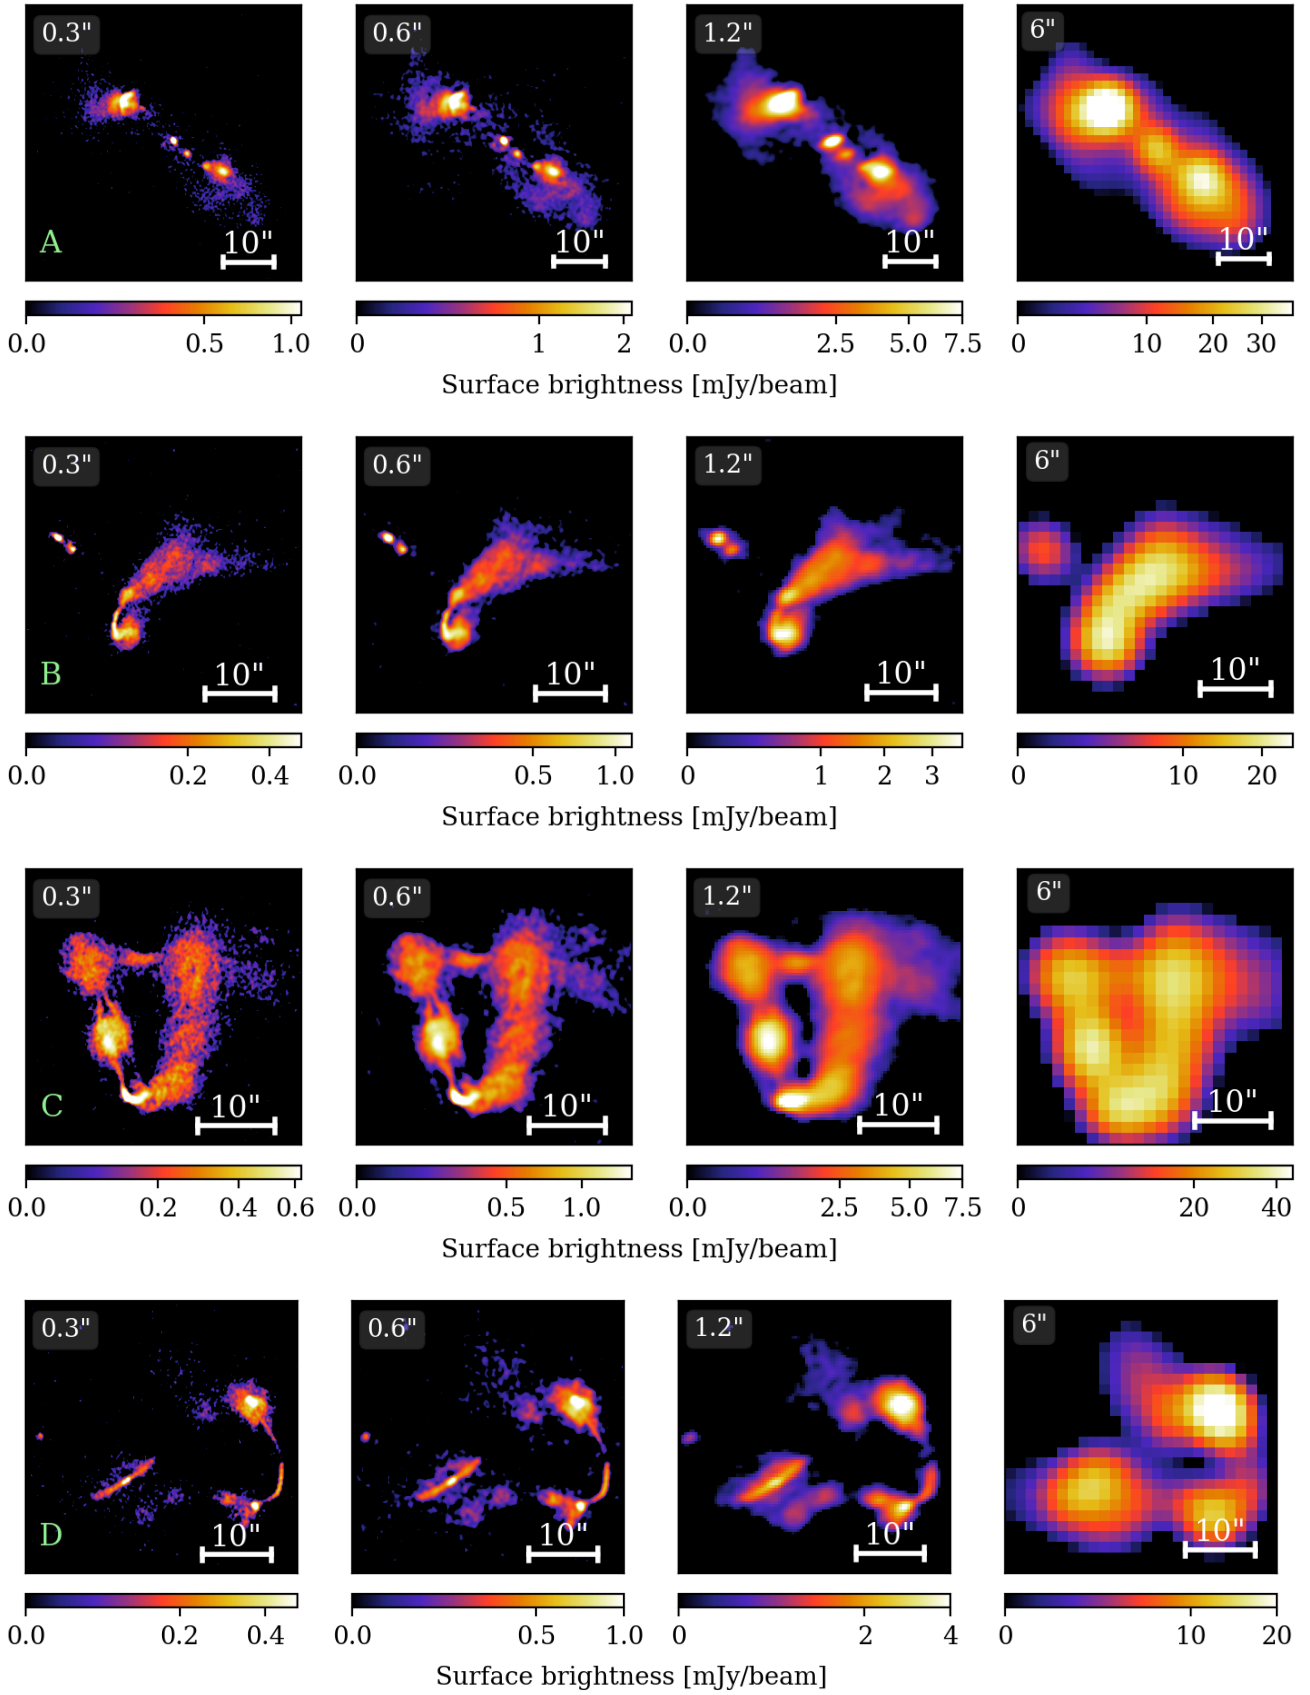 0.3" 0.6" 1.2" 6"
A 10" 10" 10" 10"
0.0 0.5 1.0 0 1 2 0.0 2.5 5.0 7.5 0 10 20 30
Surface brightness [mJy/beam]
0.3" 0.6" 1.2" 6"
B 10" 10" 10" 10"
0.0 0.2 0.4 0.0 0.5 1.0 0 1 2 3 0 10 20
Surface brightness [mJy/beam]
0.3" 0.6" 1.2" 6"
C 10" 10" 10" 10"
0.0 0.2 0.4 0.6 0.0 0.5 1.0 0.0 2.5 5.0 7.5 0 20 40
Surface brightness [mJy/beam]
0.3" 0.6" 1.2" 6"
D 10" 10" 10" 10"
0.0 0.2 0.4 0.0 0.5 1.0 0 2 4 0 10 20
Surface brightness [mJy/beam]